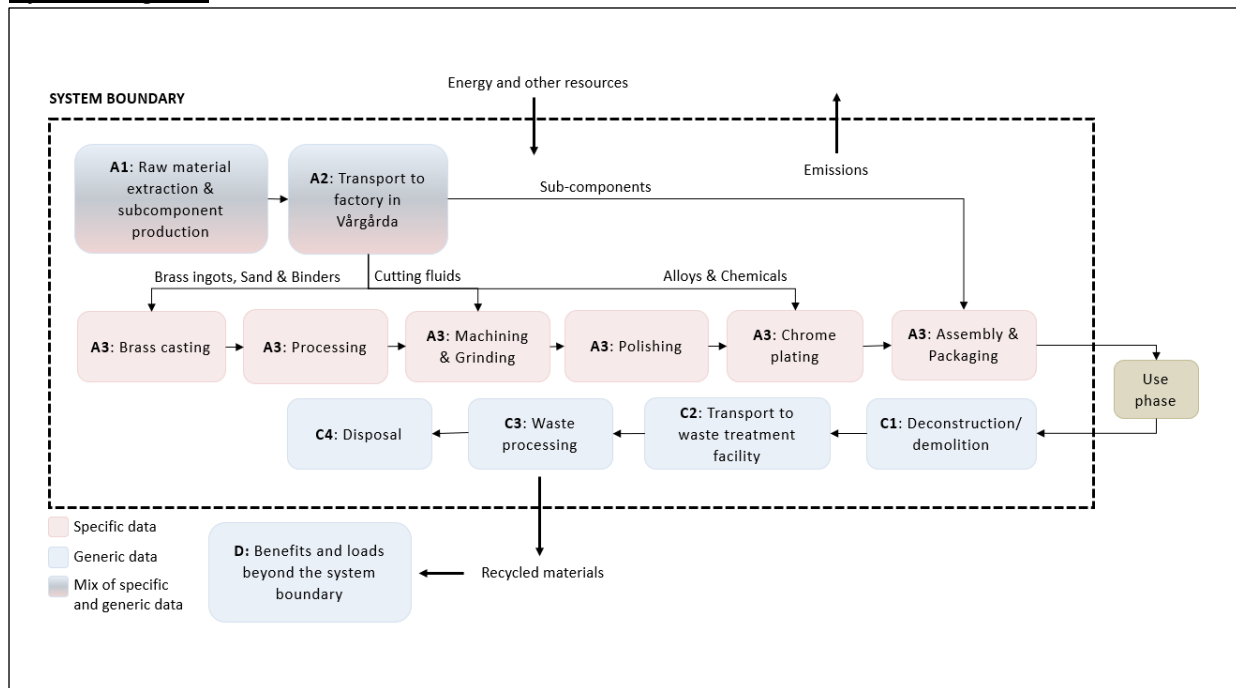 Energy and other resources
SYSTEM BOUNDARY
Emissions
A1: Raw material
extraction &
subcomponent
production
A2: Transport to
factory in
Vårgårda
Sub-components
Brass ingots, Sand & Binders
Cutting fluids
Alloys & Chemicals
A3: Brass casting
A3: Processing
A3: Machining
& Grinding
A3: Polishing
A3: Chrome
plating
A3: Assembly &
Packaging
Use
phase
C4: Disposal
C3: Waste
processing
C2: Transport to
waste treatment
facility
C1: Deconstruction/
demolition
Specific data
Generic data
Mix of specific
and generic data
D: Benefits and loads
beyond the system
boundary
Recycled materials